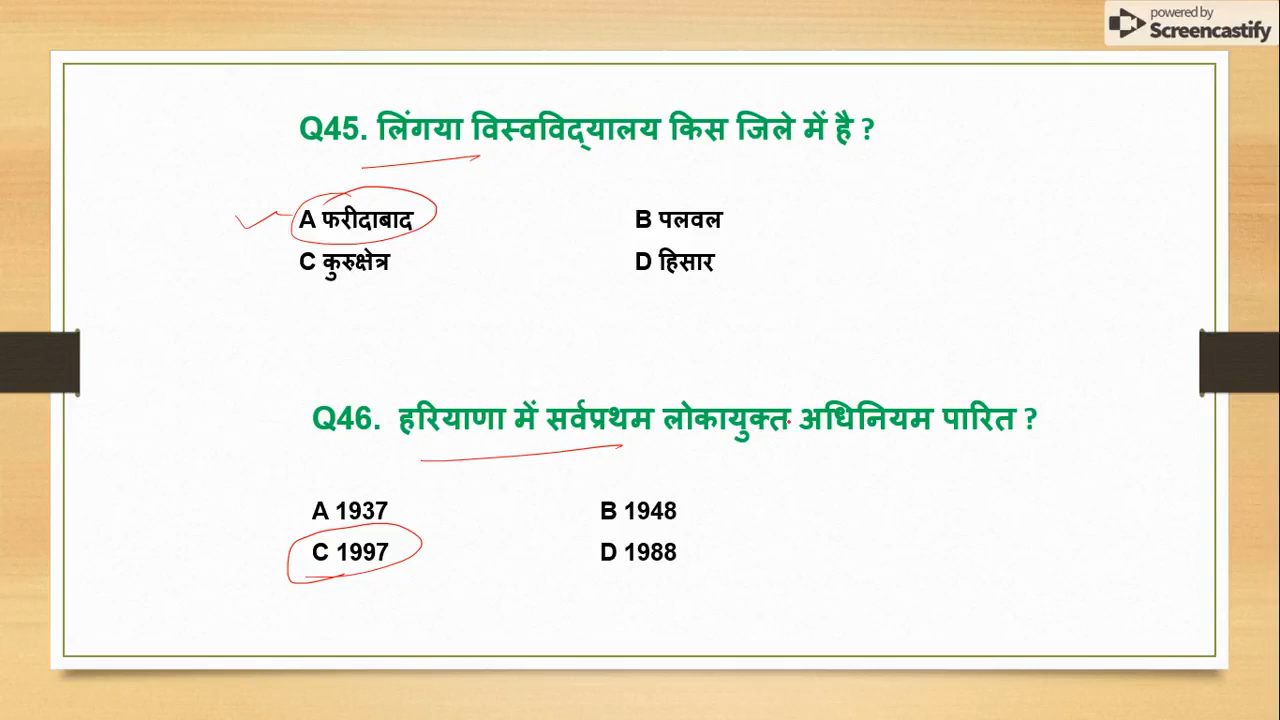 powered by
Screencastify
Q45. लिंगया विस्वविद्‌यालय किस जिले में है ?
A फरीदाबाद B पलवल
C कुरुक्षेत्र D हिसार
Q46. हरियाणा में सर्वप्रथम लोकायुक्त अधिनियम पारित ?
A 1937 B 1948
C 1997 D 1988